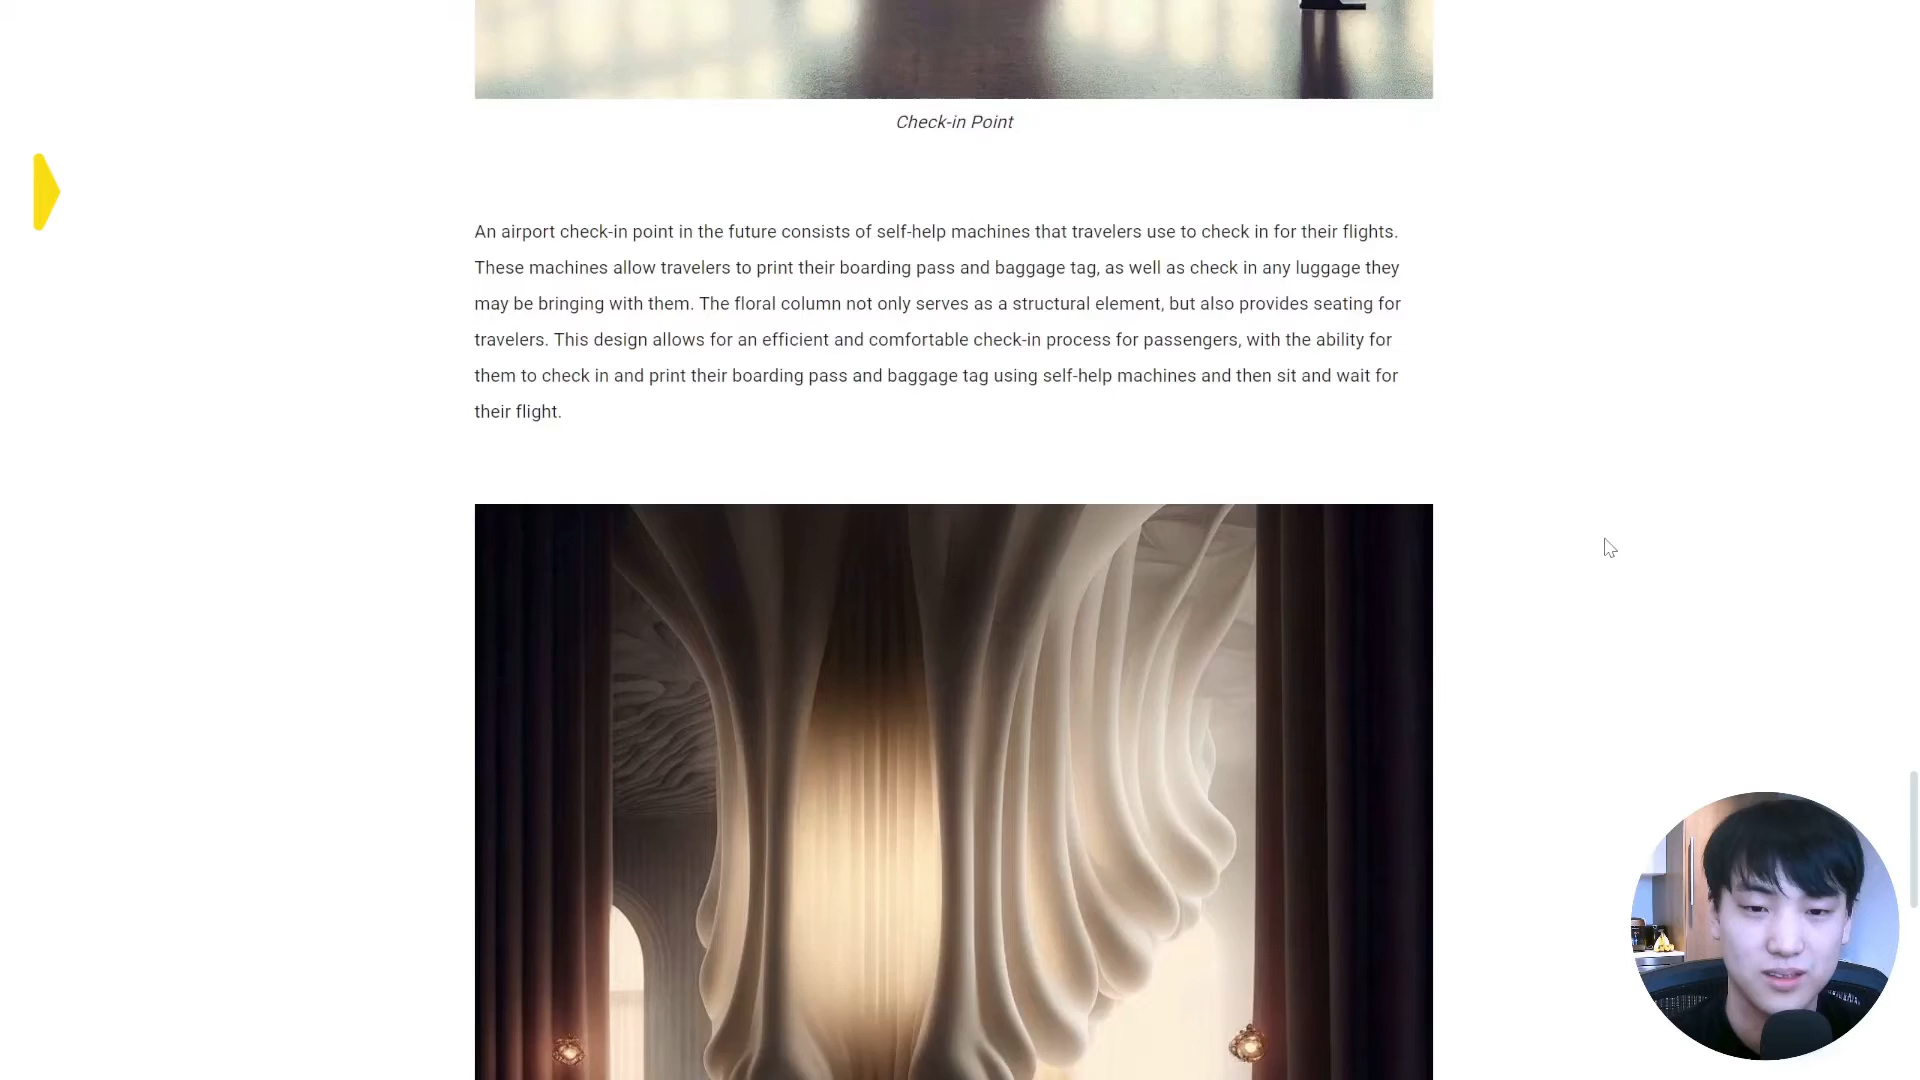 Check-in Point
An airport check-in point in the future consists of self-help machines that travelers use to check in for their flights.
These machines allow travelers to print their boarding pass and baggage tag, as well as check in any luggage they
may be bringing with them. The floral column not only serves as a structural element, but also provides seating for
travelers. This design allows for an efficient and comfortable check-in process for passengers, with the ability for
them to check in and print their boarding pass and baggage tag using self-help machines and then sit and wait for
their flight.